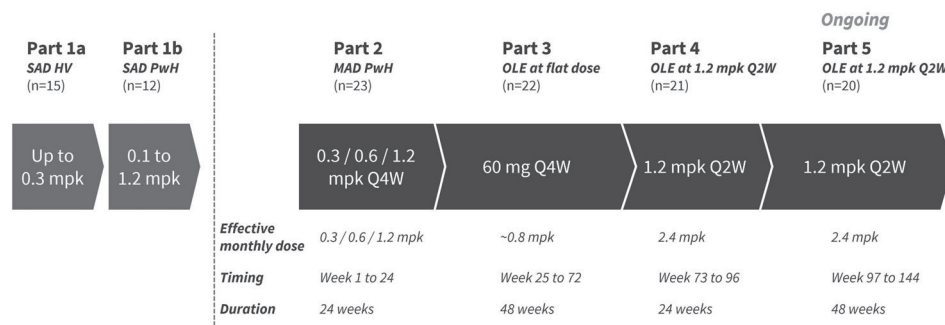 Ongoing
Part 1a
SAD HV
(n=15)
Part 1b
SAD PwH
(n=12)
Part 2
MAD PwH
(n=23)
Part 3
OLE at flat dose
(n=22)
Part 4
OLE at 1.2 mpk Q2W
(n=21)
Part 5
OLE at 1.2 mpk Q2W
(n=20)
Up to
0.3 mpk
0.1 to
1.2 mpk
0.3 / 0.6 / 1.2
mpk Q4W
60 mg Q4W
1.2 mpk Q2W
1.2 mpk Q2W
Effective
monthly dose
0.3 / 0.6 / 1.2 mpk
~0.8 mpk
2.4 mpk
2.4 mpk
Timing
Week 1 to 24
Week 25 to 72
Week 73 to 96
Week 97 to 144
Duration
24 weeks
48 weeks
24 weeks
48 weeks